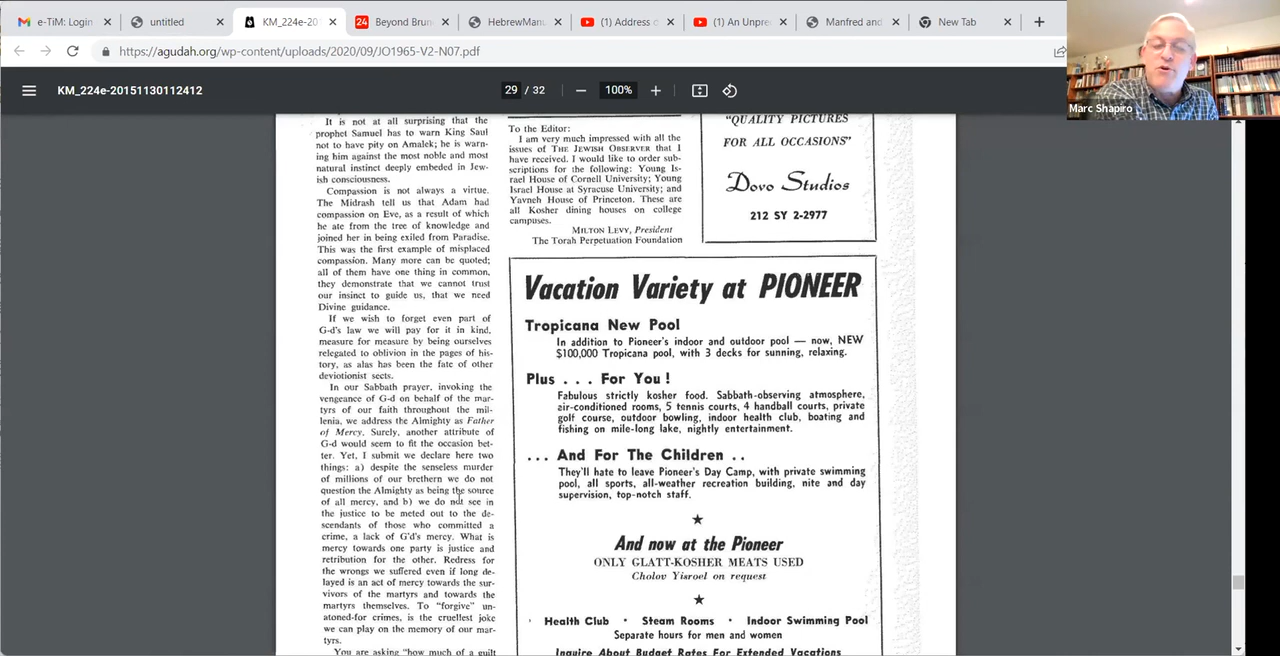 e-TiM: Login
untitled
KM_224e-20
Beyond Brun
HebrewManu
(1) Address o
(1) An Unpre
Manfred and
New Tab
https://agudah.org/wp-content/uploads/2020/09/JO1965-V2-N07.pdf
KM_224e-20151130112412
29 / 32
100%
Marc Shapiro
It is not at all surprising that the
prophet Samuel has to warn King Saul
not to have pity on Amalek; he is warn-
ing him against the most noble and most
natural instinct deeply embeded in Jew-
ish consciousness.
Compassion is not always a virtue.
The Midrash tell us that Adam had
compassion on Eve, as a result of which
he ate from the tree of knowledge and
joined her in being exiled from Paradise.
This was the first example of misplaced
compassion. Many more can be quoted;
all of them have one thing in common,
they demonstrate that we cannot trust
our insinct to guide us, that we need
Divine guidance.
If we wish to forget even part of
G-d's law we will pay for it in kind,
measure for measure by being ourselves
relegated to oblivion in the pages of his-
tory, as alas has been the fate of other
deviotionist sects.
In our Sabbath prayer, invoking the
vengeance of G-d on behalf of the mar-
tyrs of our faith throughout the mil-
lenia, we address the Almighty as Father
of Mercy. Surely, another attribute of
G-d would seem to fit the occasion bet-
ter. Yet, I submit we declare here two
things: a) despite the senseless murder
of millions of our brethern we do not
question the Almighty as being the source
of all mercy, and b) we do not see in
the justice to be meted out to the de-
scendants of those who committed a
crime, a lack of G'd's mercy. What is
mercy towards one party is justice and
retribution for the other. Redress for
the wrongs we suffered even if long de-
layed is an act of mercy towards the sur-
vivors of the martyrs and towards the
martyrs themselves. To "forgive" un-
atoned-for crimes, is the cruellest joke
we can play on the memory of our mar-
tyrs.
You are asking "how much of a guilt
To the Editor:
I am very much impressed with all the
issues of THE JEWISH OBSERVER that I
have received. I would like to order sub-
scriptions for the following: Young Is-
rael House of Cornell University; Young
Israel House at Syracuse University; and
Yavneh House of Princeton. These are
all Kosher dining houses on college
campuses.
MILTON LEVY, President
The Torah Perpetuation Foundation
"QUALITY PICTURES
FOR ALL OCCASIONS"
Dovo Studios
212 SY 2-2977
Vacation Variety at PIONEER
Tropicana New Pool
In addition to Pioneer's indoor and outdoor pool — now, NEW
$100,000 Tropicana pool, with 3 decks for sunning, relaxing.
Plus . . . For You !
Fabulous strictly kosher food. Sabbath-observing atmosphere,
air-conditioned rooms, 5 tennis courts, 4 handball courts, private
golf course, outdoor bowling, indoor health club, boating and
fishing on mile-long lake, nightly entertainment.
. . . And For The Children . .
They'll hate to leave Pioneer's Day Camp, with private swimming
pool, all sports, all-weather recreation building, nite and day
supervision, top-notch staff.
And now at the Pioneer
ONLY GLATT-KOSHER MEATS USED
Cholov Yisroel on request
Health Club • Steam Rooms • Indoor Swimming Pool
Separate hours for men and women
Inquire About Budget Rates For Extended Vacations